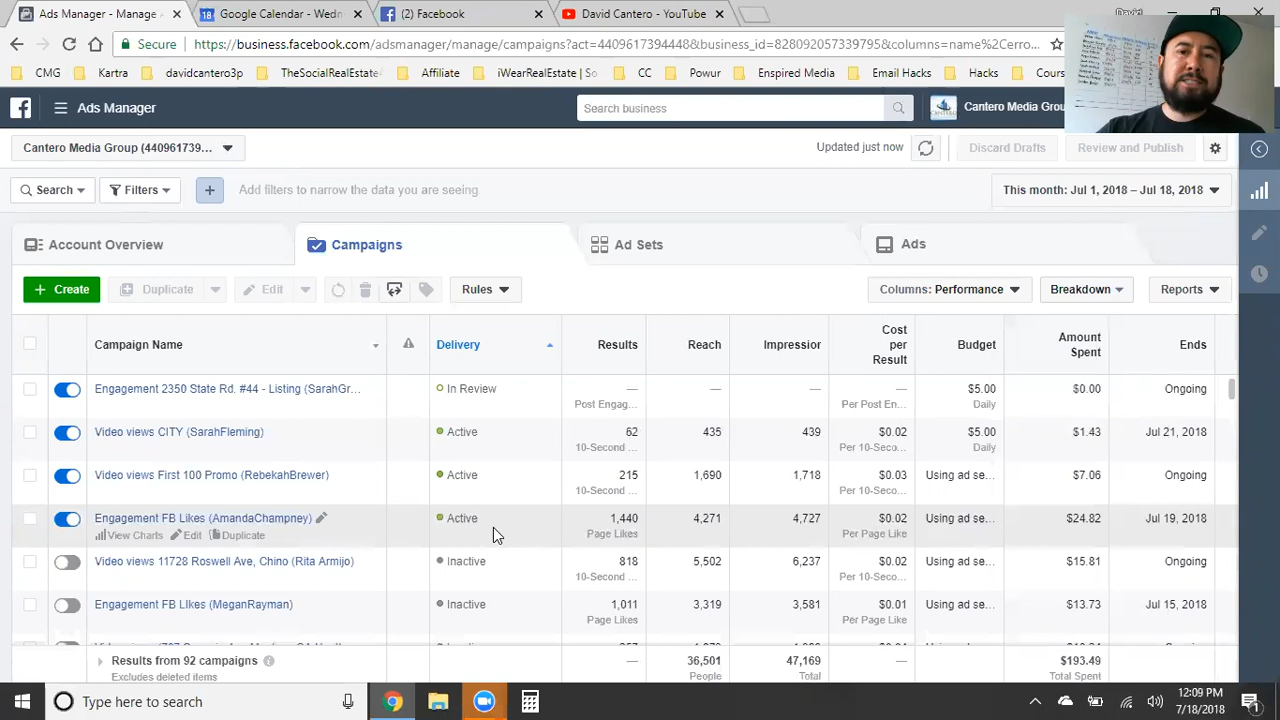 Ads Manager - Manage Ads
Google Calendar - Wedn
(2) Facebook
David Cantero - YouTube
David
Secure
https://business.facebook.com/adsmanager/manage/campaigns?act=4409617394448&business_id=828092057339795&columns=name%2Cerro...
CMG
Kartra
davidcantero3p
TheSocialRealEstate
Affiliate
iWearRealEstate
CC
Powur
Enspired Media
Email Hacks
Hacks
Cours
Ads Manager
Search business
Cantero Media Grou
Cantero Media Group (440961739...
Updated just now
Discard Drafts
Review and Publish
Search
Filters
Add filters to narrow the data you are seeing.
This month: Jul 1, 2018 – Jul 18, 2018
Account Overview
Campaigns
Ad Sets
Ads
+ Create
Duplicate
Edit
Rules
Columns: Performance
Breakdown
Reports
Campaign Name
Delivery
Results
Reach
Impressior
Cost per Result
Budget
Amount Spent
Ends
Engagement 2350 State Rd. #44 - Listing (SarahGr...
In Review
—
—
—
—
$5.00
$0.00
Ongoing
Post Engag...
Per Post En...
Daily
Video views CITY (SarahFleming)
Active
62
435
439
$0.02
$5.00
$1.43
Jul 21, 2018
10-Second ...
Per 10-Seco...
Daily
Video views First 100 Promo (RebekahBrewer)
Active
215
1,690
1,718
$0.03
Using ad se...
$7.06
Ongoing
10-Second ...
Per 10-Seco...
Engagement FB Likes (AmandaChampney)
Active
1,440
4,271
4,727
$0.02
Using ad se...
$24.82
Jul 19, 2018
View Charts
Edit
Duplicate
Page Likes
Per Page Like
Video views 11728 Roswell Ave, Chino (Rita Armijo)
Inactive
818
5,502
6,237
$0.02
Using ad se...
$15.81
Ongoing
10-Second ...
Per 10-Seco...
Engagement FB LIkes (MeganRayman)
Inactive
1,011
3,319
3,581
$0.01
Using ad se...
$13.73
Jul 15, 2018
Page Likes
Per Page Like
Results from 92 campaigns
—
36,501
47,169
—
$193.49
Excludes deleted items
People
Total
Total Spent
Type here to search
12:09 PM
7/18/2018